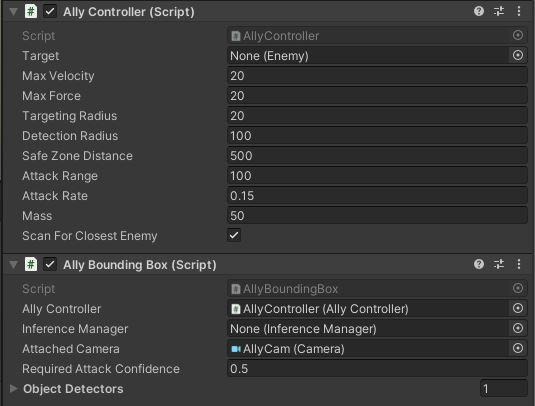 Ally Controller (Script)
Script AllyController
Target None (Enemy)
Max Velocity 20
Max Force 20
Targeting Radius 20
Detection Radius 100
Safe Zone Distance 500
Attack Range 100
Attack Rate 0.15
Mass 50
Scan For Closest Enemy
Ally Bounding Box (Script)
Script AllyBoundingBox
Ally Controller AllyController (Ally Controller)
Inference Manager None (Inference Manager)
Attached Camera AllyCam (Camera)
Required Attack Confidence 0.5
Object Detectors 1